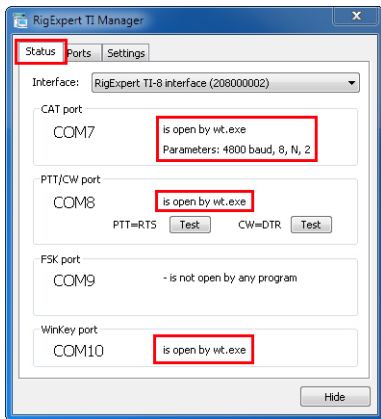 RigExpert TI Manager
Status Ports Settings
Interface: RigExpert TI-8 interface (208000002)
CAT port
COM7 is open by wt.exe
Parameters: 4800 baud, 8, N, 2
PTT/CW port
COM8 is open by wt.exe
PTT=RTS Test CW=DTR Test
FSK port
COM9 - is not open by any program
WinKey port
COM10 is open by wt.exe
Hide